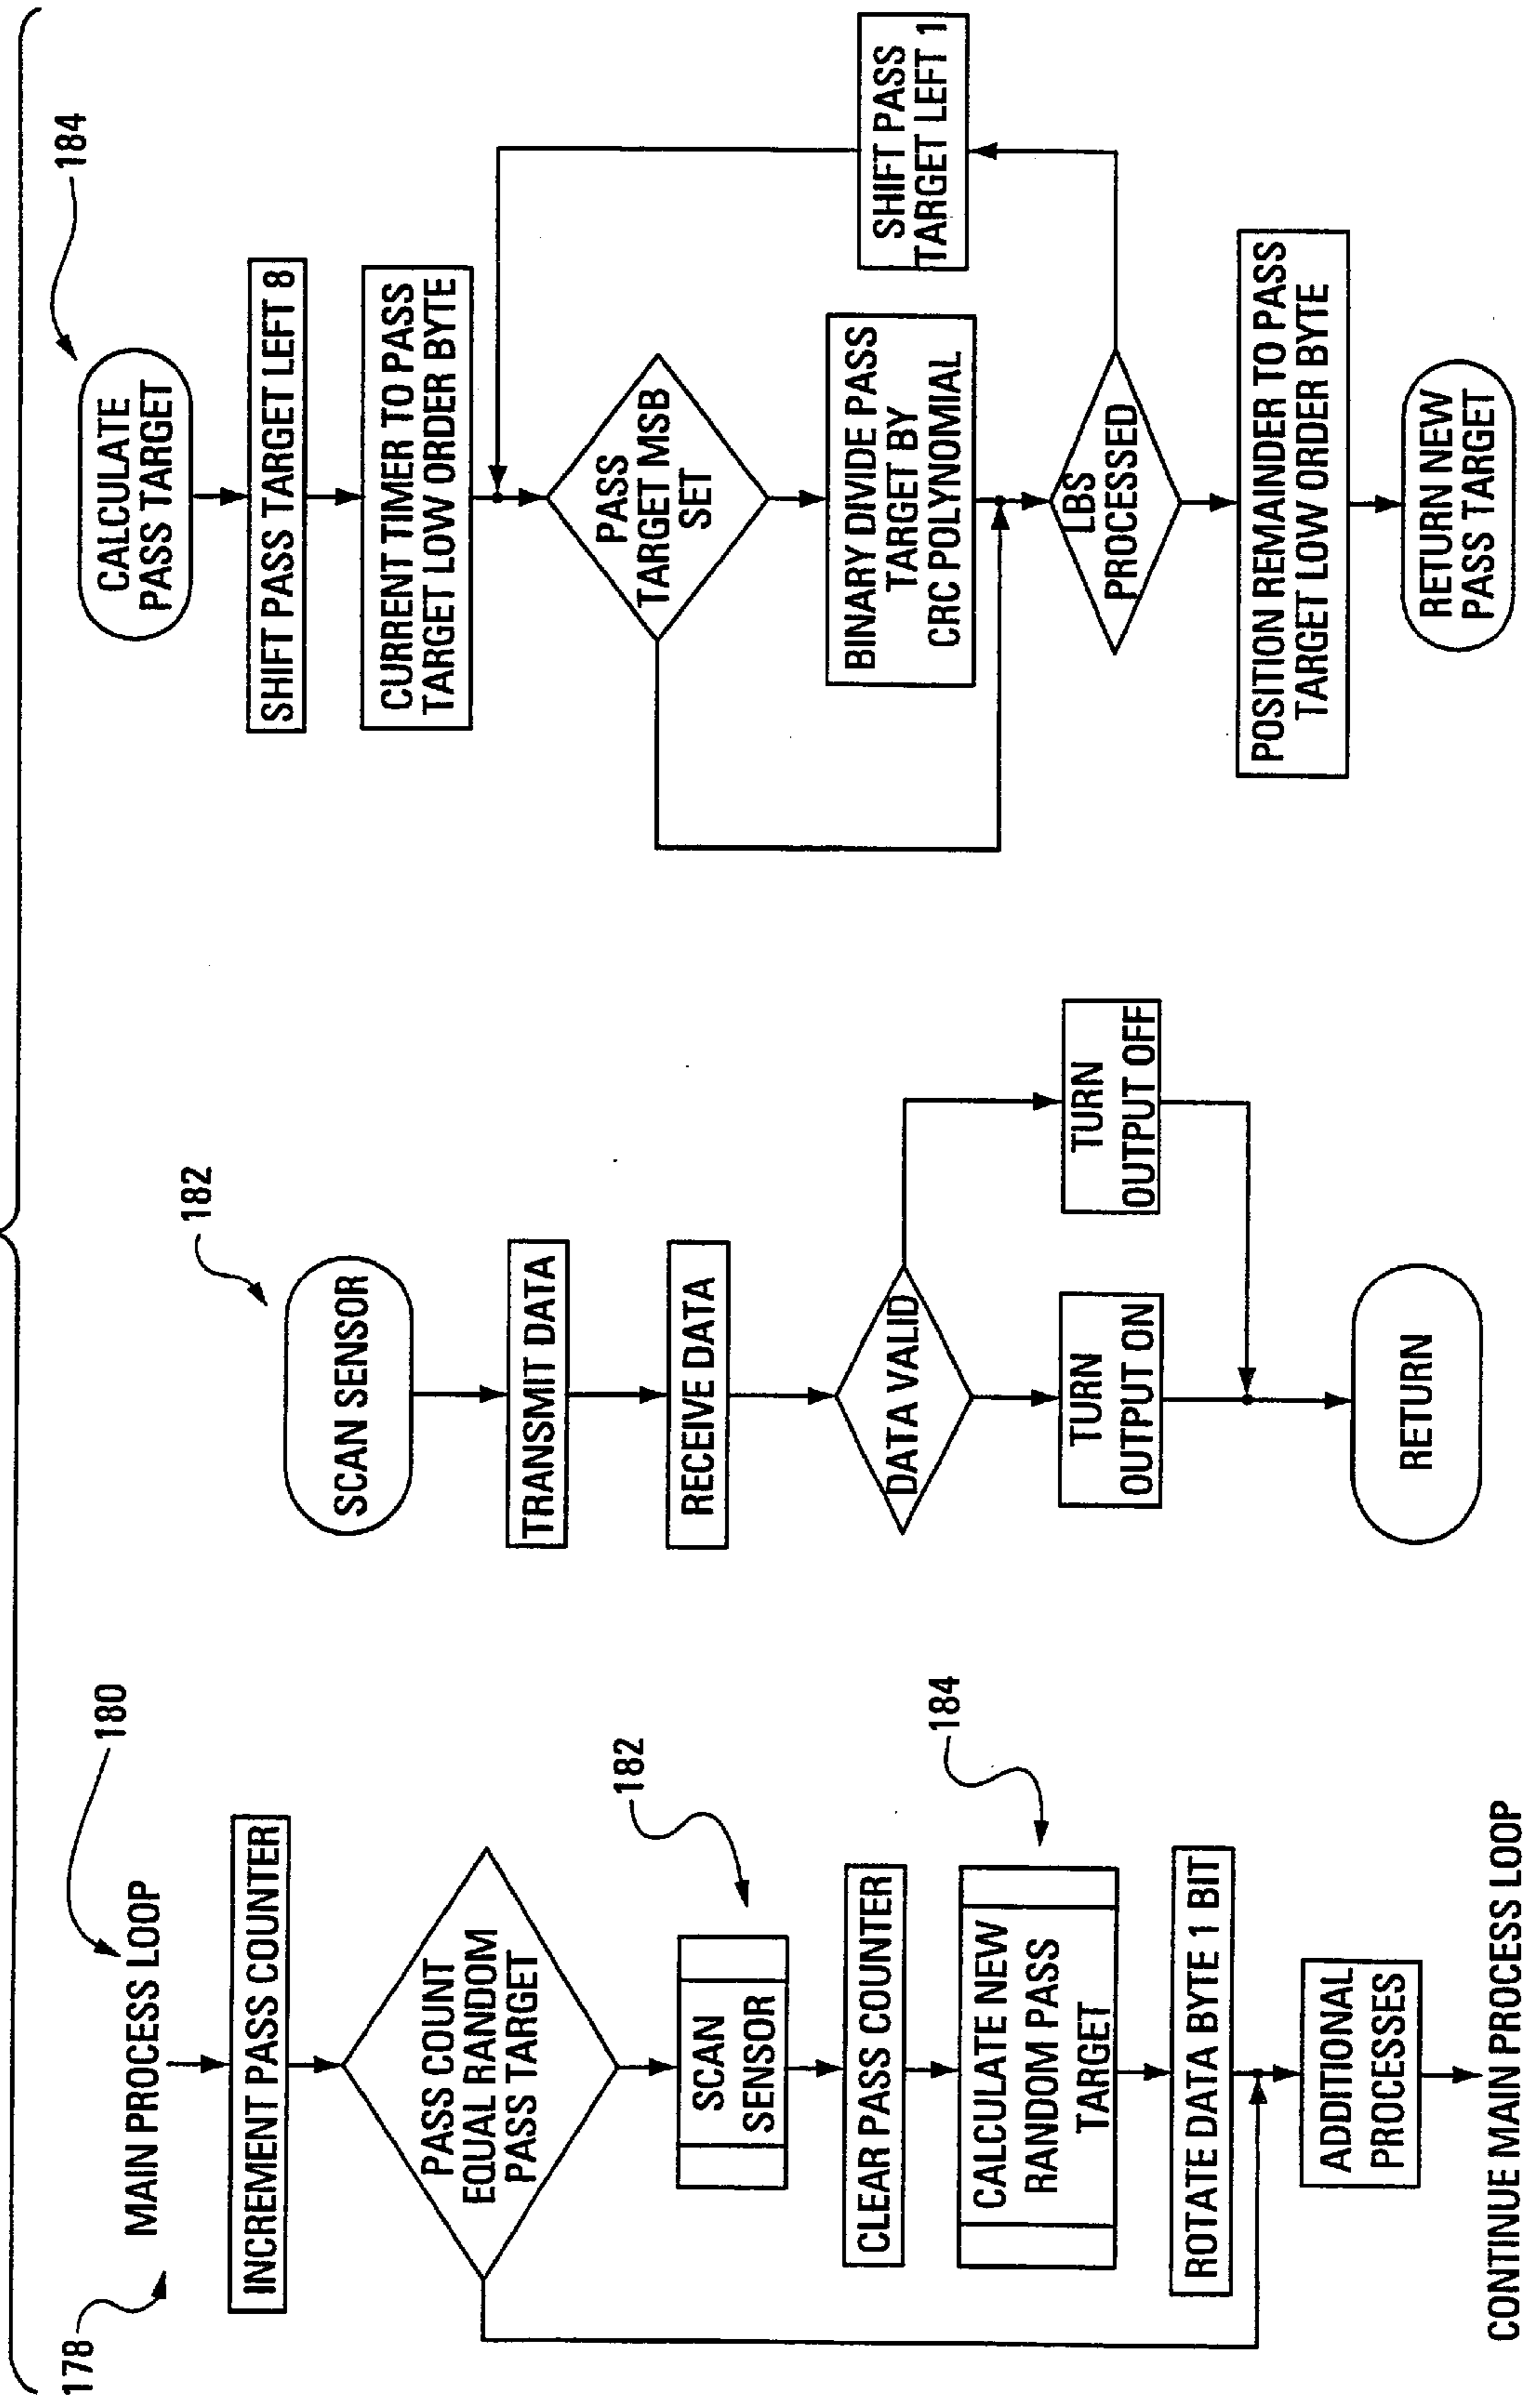 178
180
MAIN PROCESS LOOP
INCREMENT PASS COUNTER
PASS COUNT
EQUAL RANDOM
PASS TARGET
182
SCAN
SENSOR
CLEAR PASS COUNTER
184
CALCULATE NEW
RANDOM PASS
TARGET
ROTATE DATA BYTE 1 BIT
ADDITIONAL
PROCESSES
CONTINUE MAIN PROCESS LOOP
182
SCAN SENSOR
TRANSMIT DATA
RECEIVE DATA
DATA VALID
TURN
OUTPUT ON
TURN
OUTPUT OFF
RETURN
184
CALCULATE
PASS TARGET
SHIFT PASS TARGET LEFT 8
CURRENT TIMER TO PASS
TARGET LOW ORDER BYTE
PASS
TARGET MSB
SET
BINARY DIVIDE PASS
TARGET BY
CRC POLYNOMIAL
LBS
PROCESSED
SHIFT PASS
TARGET LEFT 1
POSITION REMAINDER TO PASS
TARGET LOW ORDER BYTE
RETURN NEW
PASS TARGET